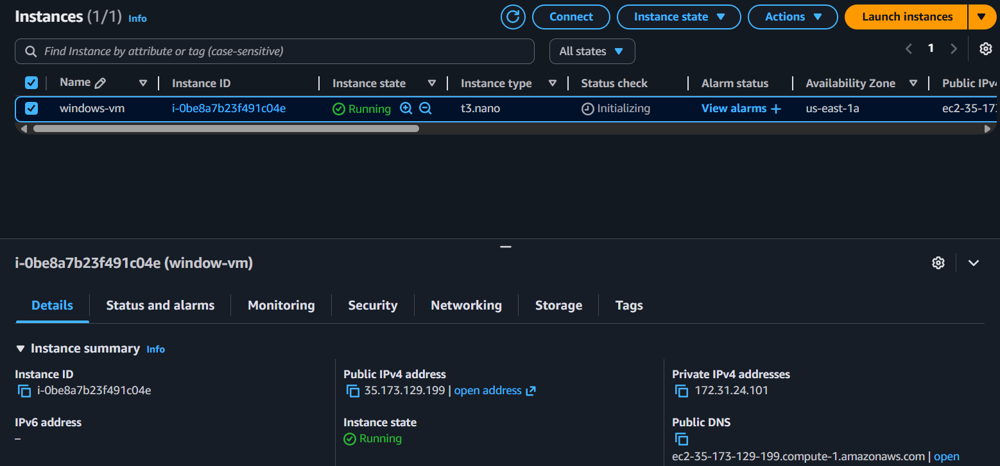 Instances (1/1) Info Connect Instance state Actions Launch instances
Find Instance by attribute or tag (case-sensitive) All states 1
Name Instance ID Instance state Instance type Status check Alarm status Availability Zone Public IPv4
windows-vm i-0be8a7b23f491c04e Running t3.nano Initializing View alarms + us-east-1a ec2-35-173
i-0be8a7b23f491c04e (window-vm)
Details Status and alarms Monitoring Security Networking Storage Tags
Instance summary Info
Instance ID Public IPv4 address Private IPv4 addresses
i-0be8a7b23f491c04e 35.173.129.199 | open address 172.31.24.101
IPv6 address Instance state Public DNS
– Running
ec2-35-173-129-199.compute-1.amazonaws.com | open